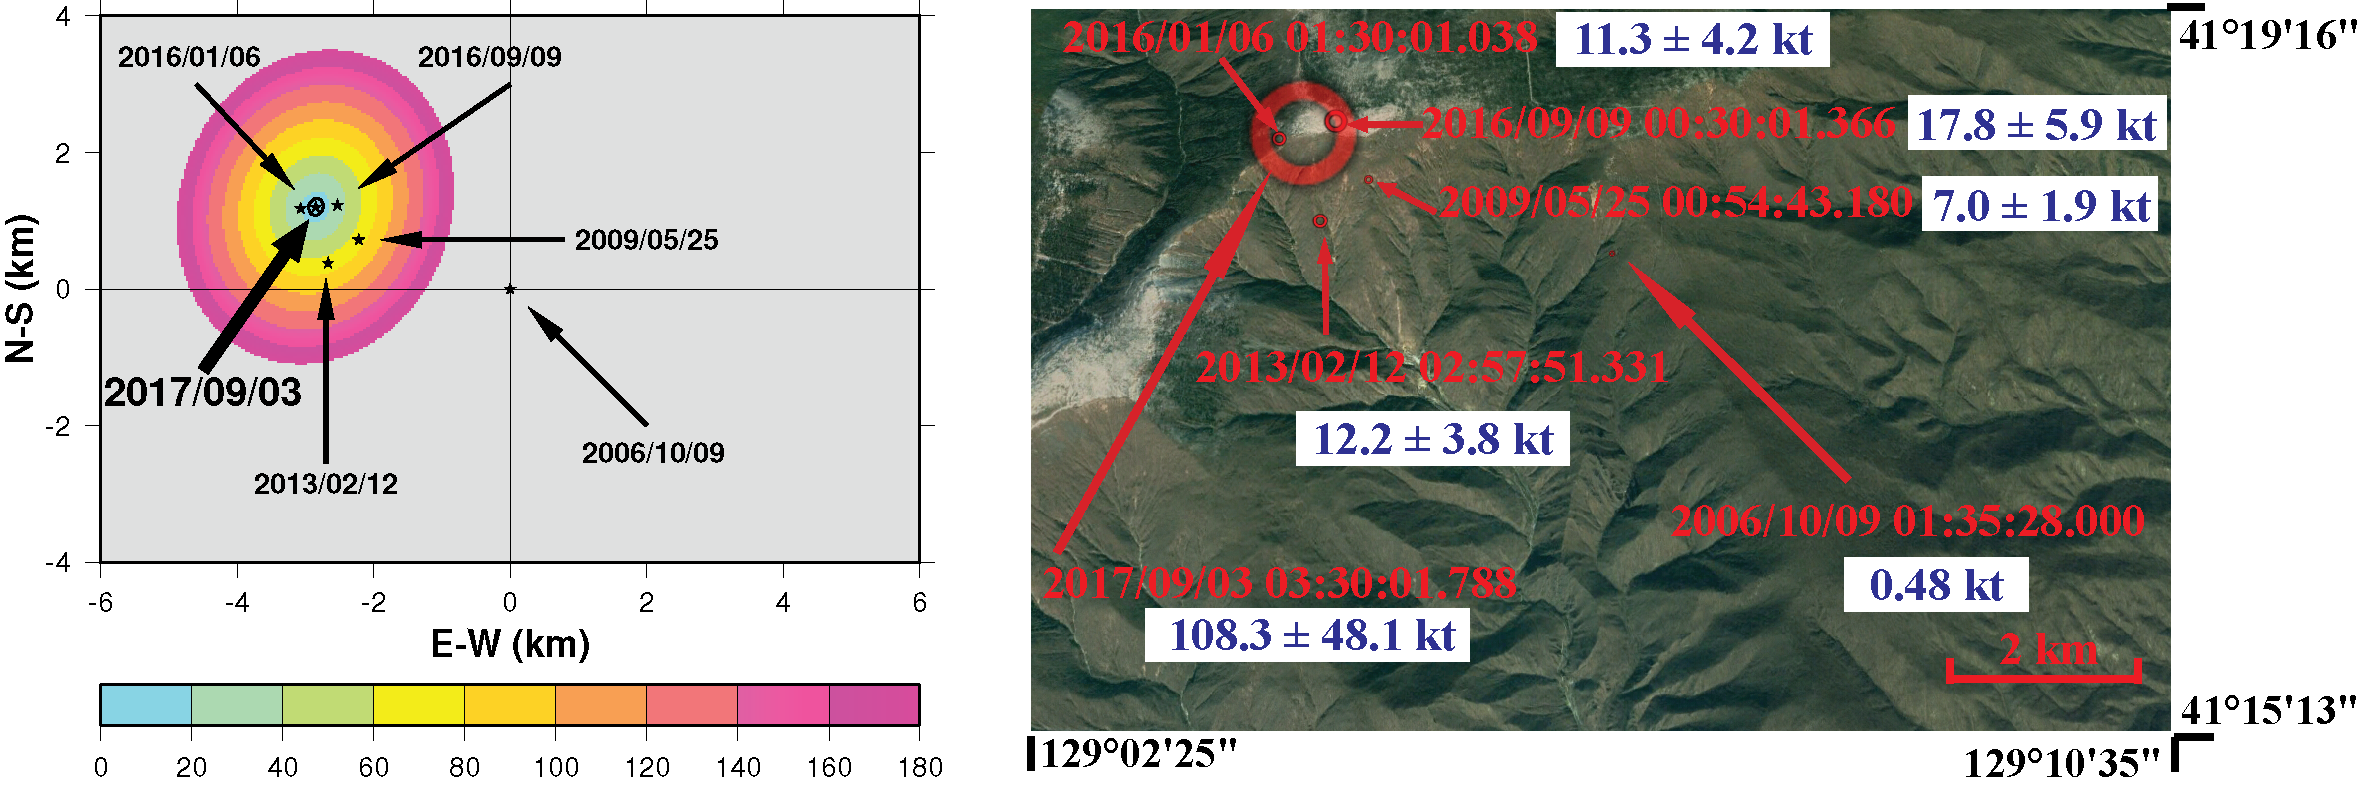 4
2
0
-2
-4
N-S (km)
2016/01/06
2016/09/09
2009/05/25
2017/09/03
2013/02/12
2006/10/09
-6 -4 -2 0 2 4 6
E-W (km)
0 20 40 60 80 100 120 140 160 180
2016/01/06 01:30:01.038 11.3 ± 4.2 kt
2016/09/09 00:30:01.366 17.8 ± 5.9 kt
2009/05/25 00:54:43.180 7.0 ± 1.9 kt
2013/02/12 02:57:51.331
12.2 ± 3.8 kt
2006/10/09 01:35:28.000
0.48 kt
2017/09/03 03:30:01.788
108.3 ± 48.1 kt
2 km
41°19'16"
41°15'13"
129°02'25"
129°10'35"